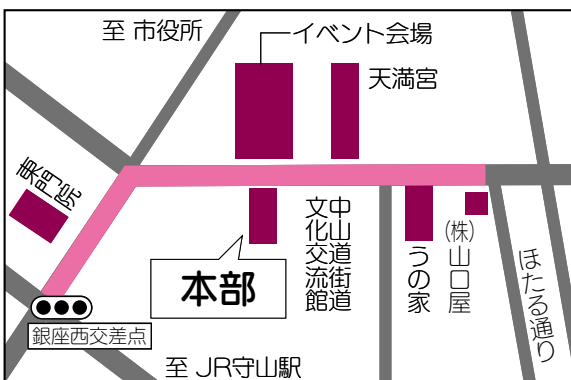 至 市役所
イベント会場
天満宮
東門院
中山道街道
文化交流館
本部
うの家
(株)山口屋
ほたる通り
銀座西交差点
至 JR守山駅